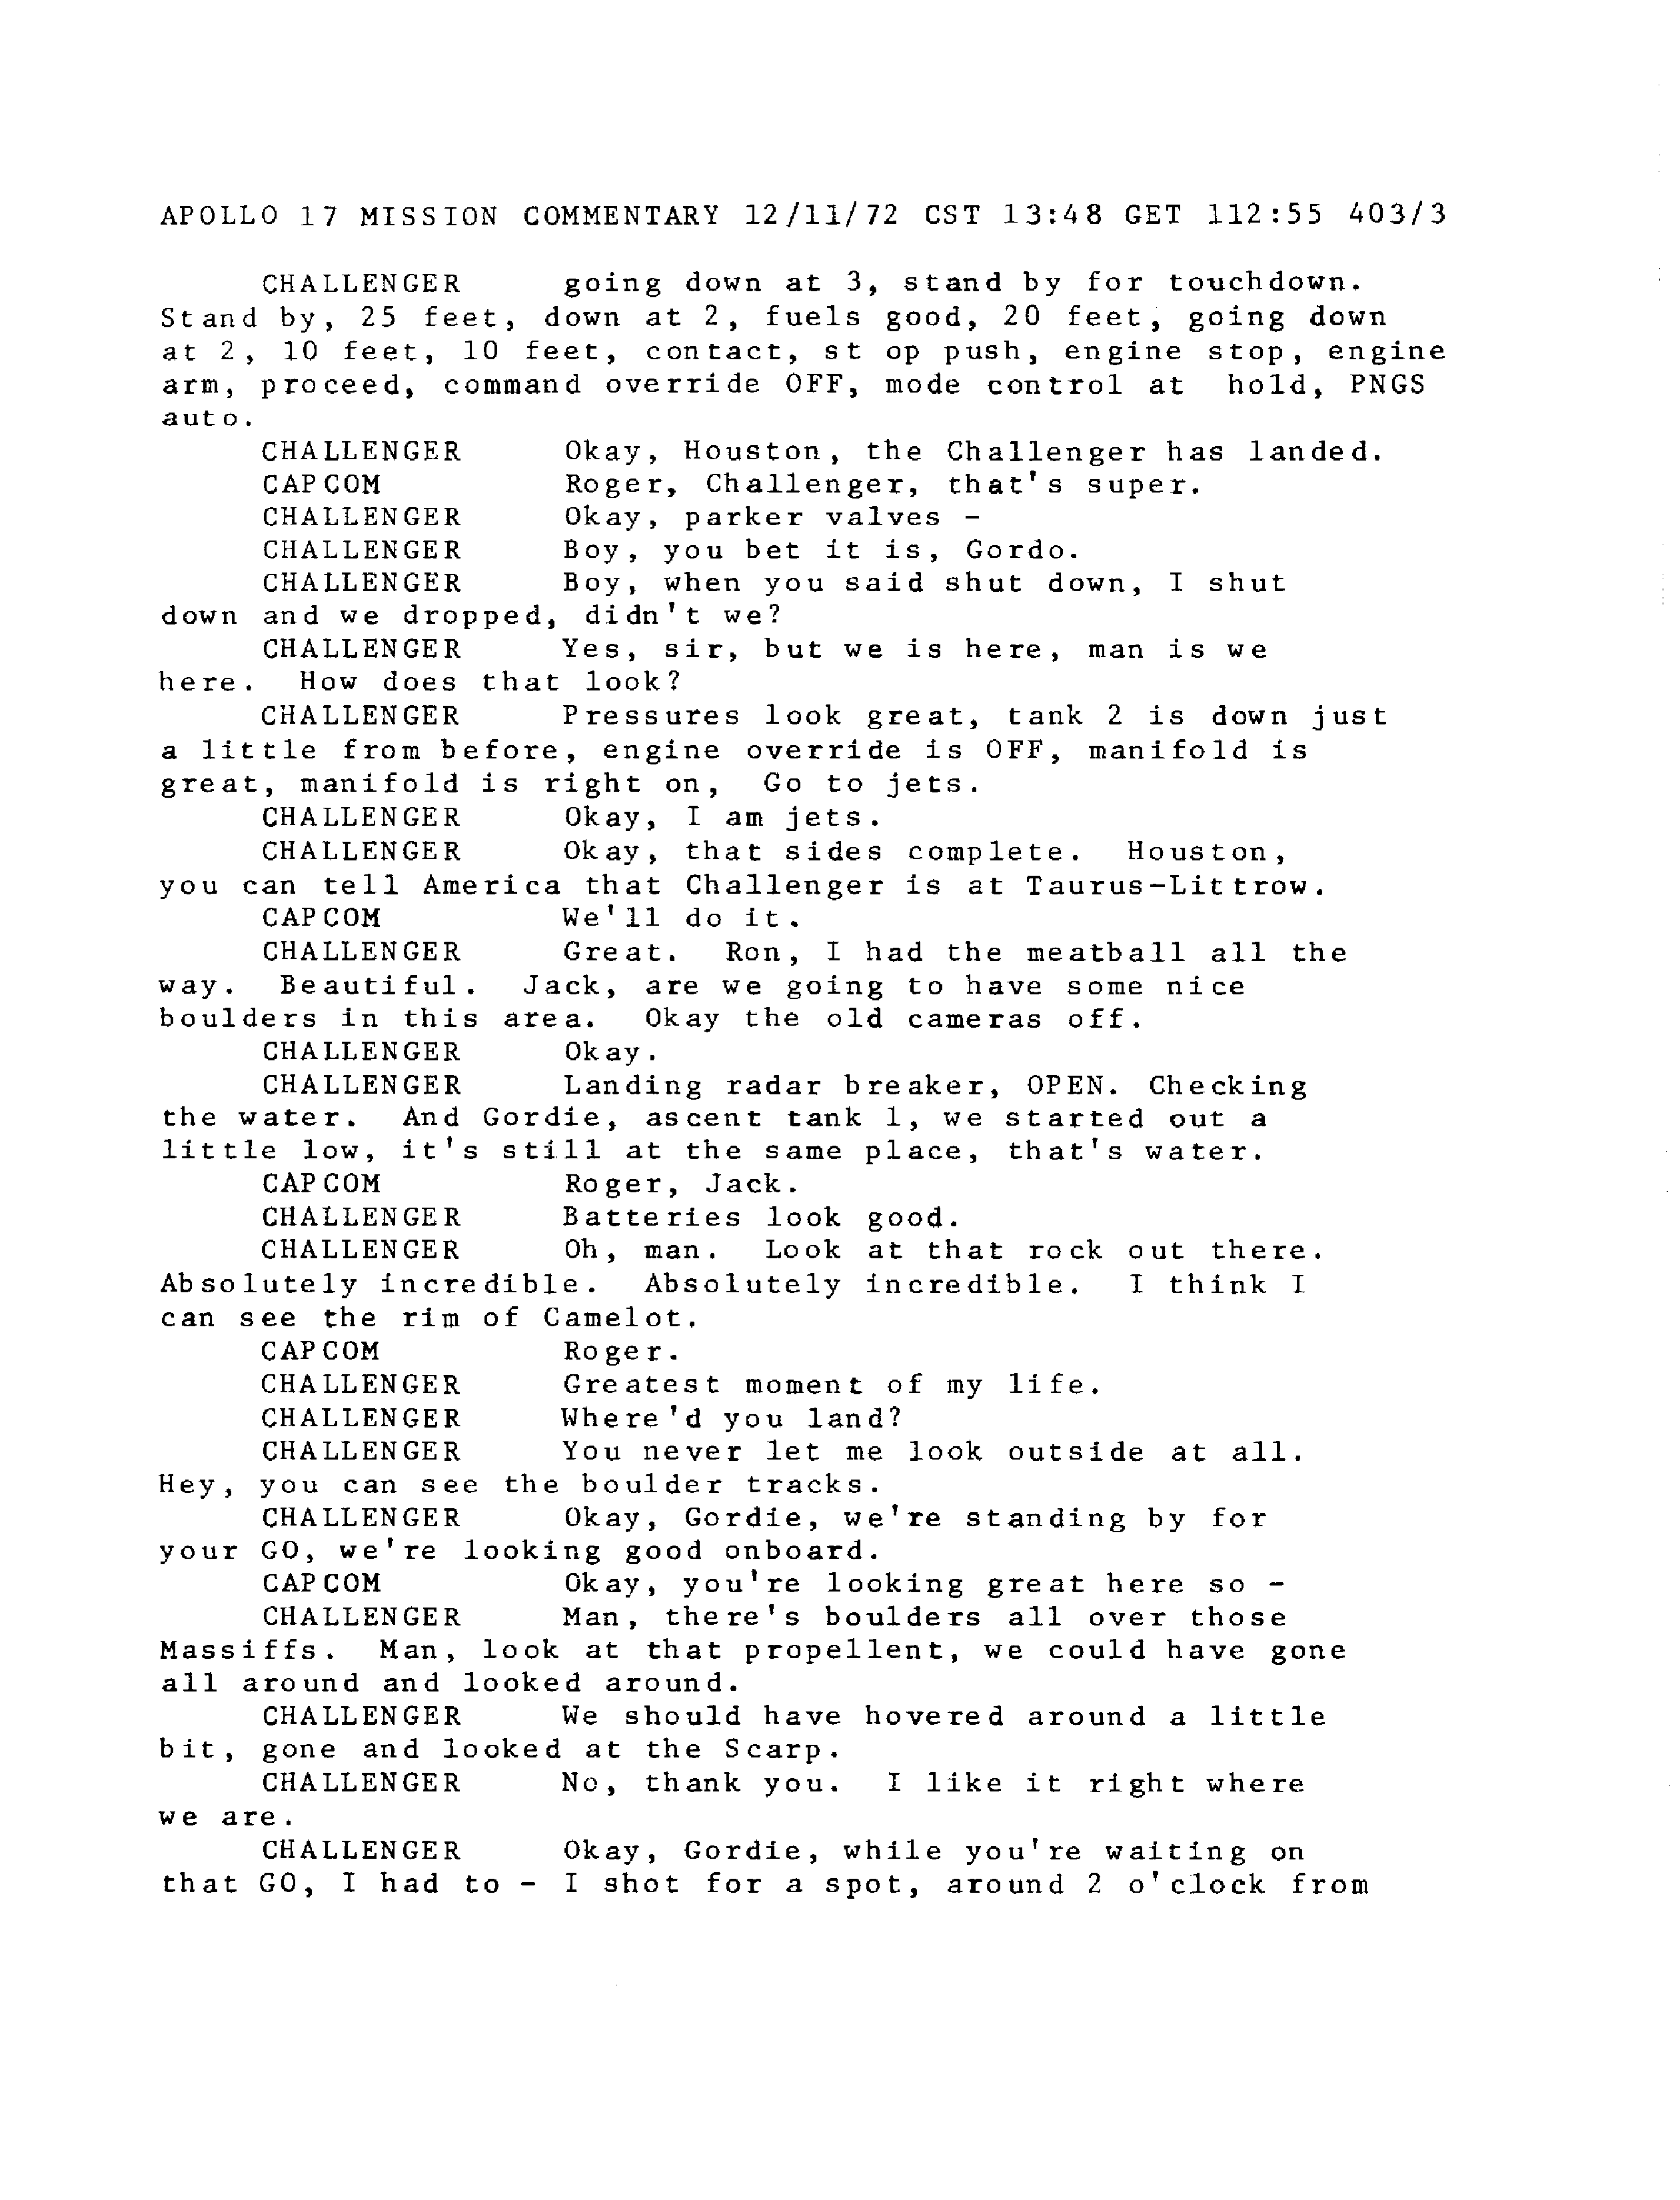 APOLLO 17 MISSION COMMENTARY 12/11/72 CST 13:48 GET 112:55 403/3
CHALLENGER going down at 3, stand by for touchdown.
Stand by, 25 feet, down at 2, fuels good, 20 feet, going down
at 2, 10 feet, 10 feet, contact, st op push, engine stop, engine
arm, proceed, command override OFF, mode control at hold, PNGS
auto.
CHALLENGER Okay, Houston, the Challenger has landed.
CAPCOM Roger, Challenger, that's super.
CHALLENGER Okay, parker valves -
CHALLENGER Boy, you bet it is, Gordo.
CHALLENGER Boy, when you said shut down, I shut
down and we dropped, didn't we?
CHALLENGER Yes, sir, but we is here, man is we
here. How does that look?
CHALLENGER Pressures look great, tank 2 is down just
a little from before, engine override is OFF, manifold is
great, manifold is right on, Go to jets.
CHALLENGER Okay, I am jets.
CHALLENGER Okay, that sides complete. Houston,
you can tell America that Challenger is at Taurus-Littrow.
CAPCOM We'll do it.
CHALLENGER Great. Ron, I had the meatball all the
way. Beautiful. Jack, are we going to have some nice
boulders in this area. Okay the old cameras off.
CHALLENGER Okay.
CHALLENGER Landing radar breaker, OPEN. Checking
the water. And Gordie, ascent tank 1, we started out a
little low, it's still at the same place, that's water.
CAPCOM Roger, Jack.
CHALLENGER Batteries look good.
CHALLENGER Oh, man. Look at that rock out there.
Absolutely incredible. Absolutely incredible. I think I
can see the rim of Camelot.
CAPCOM Roger.
CHALLENGER Greatest moment of my life.
CHALLENGER Where'd you land?
CHALLENGER You never let me look outside at all.
Hey, you can see the boulder tracks.
CHALLENGER Okay, Gordie, we're standing by for
your GO, we're looking good onboard.
CAPCOM Okay, you're looking great here so -
CHALLENGER Man, there's boulders all over those
Massiffs. Man, look at that propellent, we could have gone
all around and looked around.
CHALLENGER We should have hovered around a little
bit, gone and looked at the Scarp.
CHALLENGER No, thank you. I like it right where
we are.
CHALLENGER Okay, Gordie, while you're waiting on
that GO, I had to - I shot for a spot, around 2 o'clock from